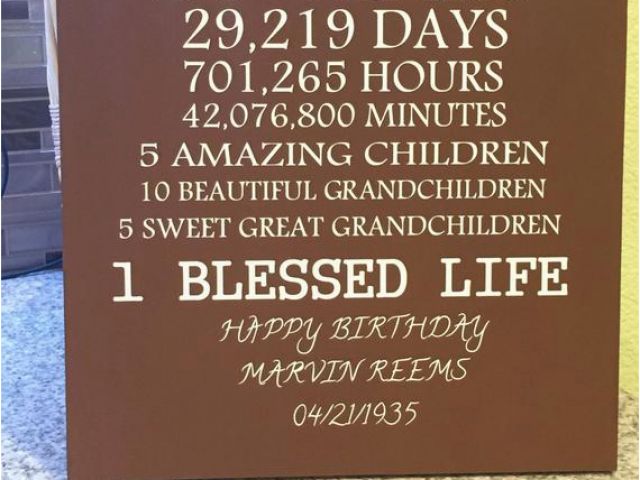 29,219 DAYS
701,265 HOURS
42,076,800 MINUTES
5 AMAZING CHILDREN
10 BEAUTIFUL GRANDCHILDREN
5 SWEET GREAT GRANDCHILDREN
1 BLESSED LIFE
HAPPY BIRTHDAY
MARVIN REEMS
04/21/1935